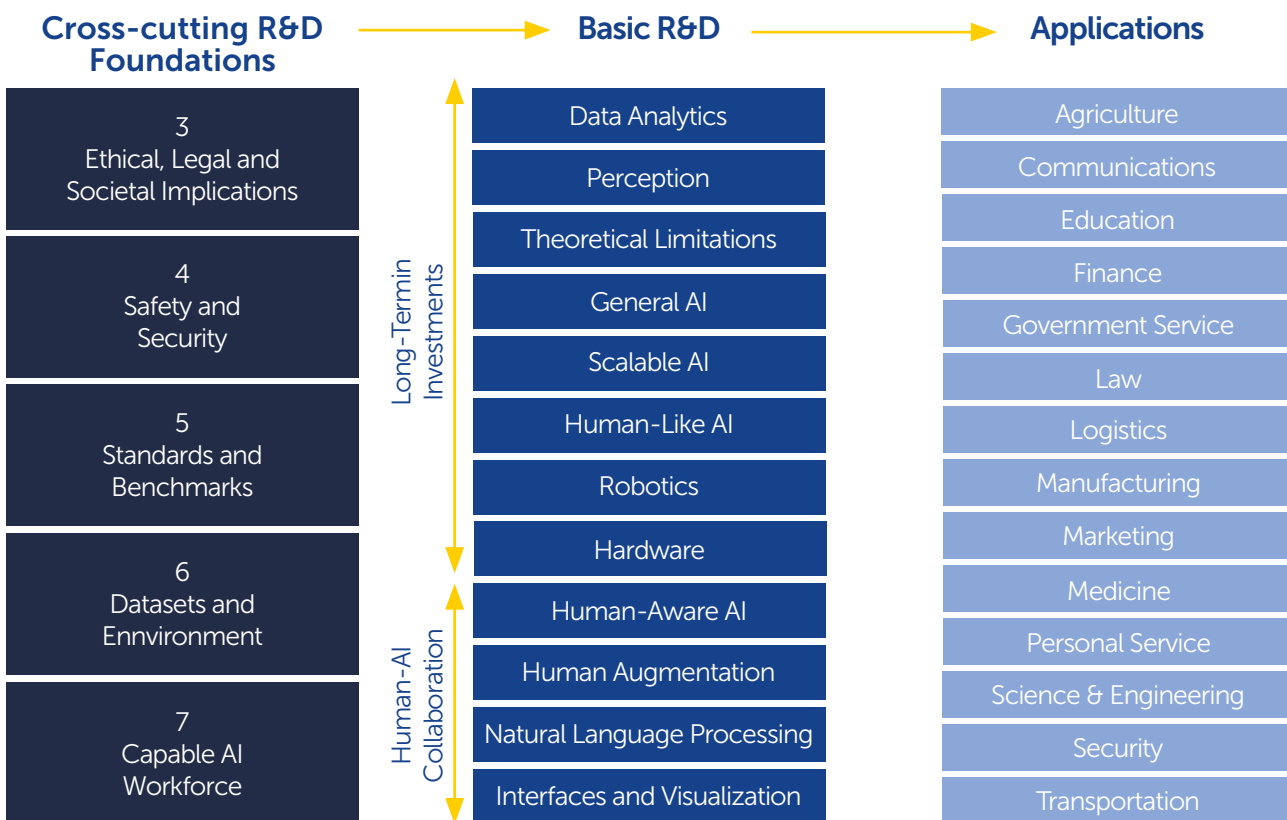 Cross-cutting R&D
Foundations
Basic R&D
Applications
3
Ethical, Legal and
Societal Implications
4
Safety and
Security
5
Standards and
Benchmarks
6
Datasets and
Ennvironment
7
Capable AI
Workforce
Long-Termin
Investments
Human-AI
Collaboration
Data Analytics
Perception
Theoretical Limitations
General AI
Scalable AI
Human-Like AI
Robotics
Hardware
Human-Aware AI
Human Augmentation
Natural Language Processing
Interfaces and Visualization
Agriculture
Communications
Education
Finance
Government Service
Law
Logistics
Manufacturing
Marketing
Medicine
Personal Service
Science & Engineering
Security
Transportation